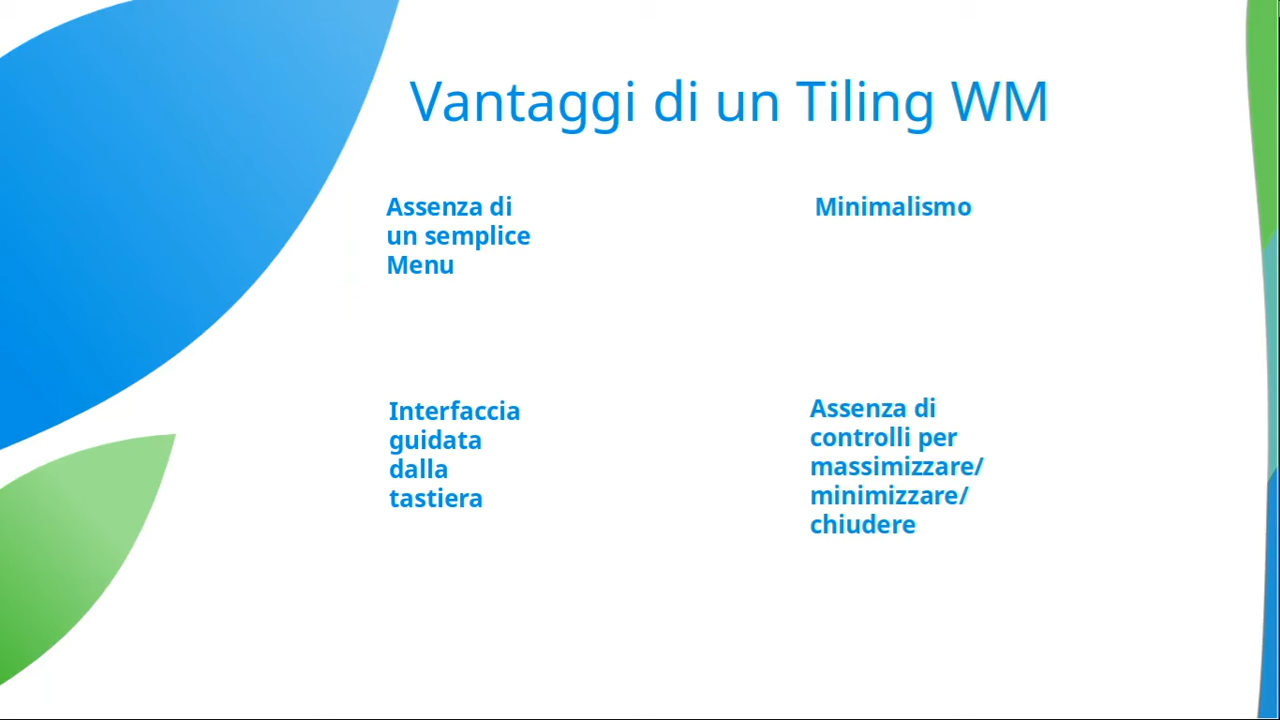 Vantaggi di un Tiling WM
Assenza di
un semplice
Menu
Minimalismo
Interfaccia
guidata
dalla
tastiera
Assenza di
controlli per
massimizzare/
minimizzare/
chiudere